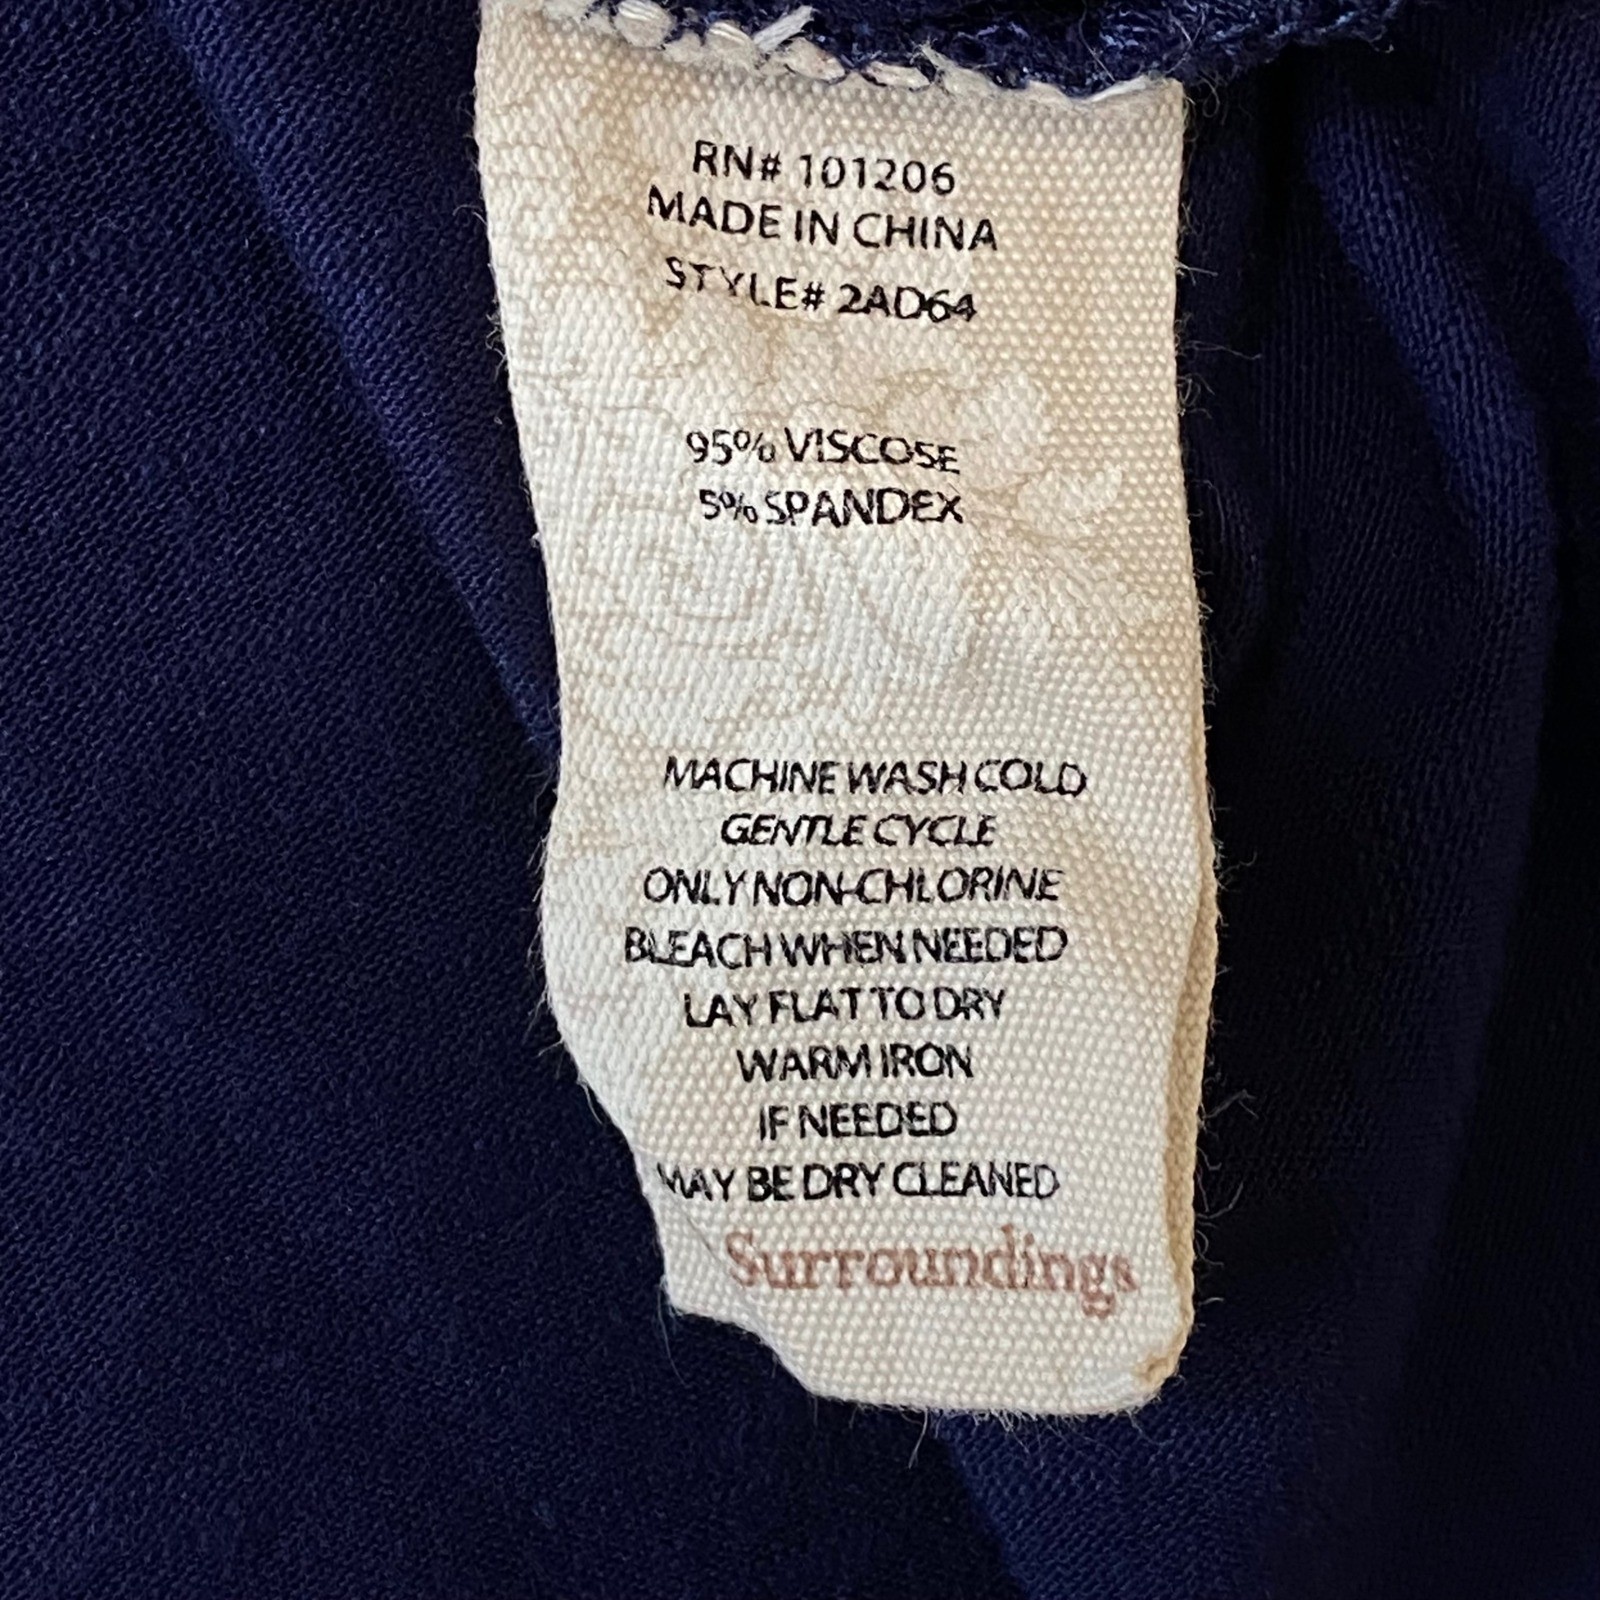 RN# 101206
MADE IN CHINA
STYLE# 2AD64
95% VISCOSE
5% SPANDEX
MACHINE WASH COLD
GENTLE CYCLE
ONLY NON-CHLORINE
BLEACH WHEN NEEDED
LAY FLAT TO DRY
WARM IRON
IF NEEDED
MAY BE DRY CLEANED
Surroundings